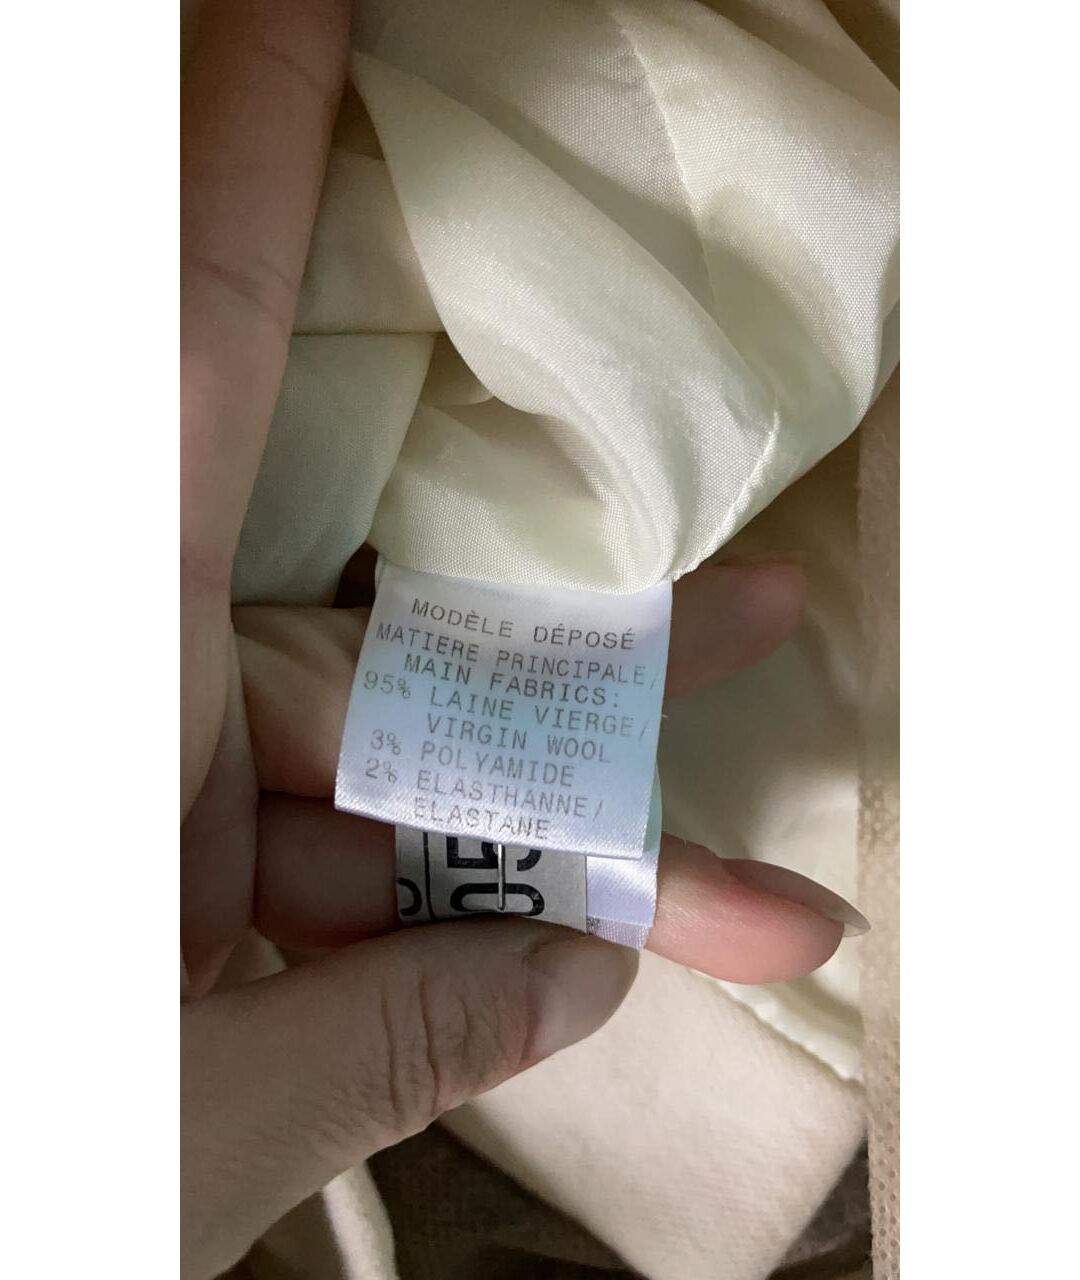 MODÈLE DÉPOSÉ
MATIERE PRINCIPALE/
MAIN FABRICS:
95% LAINE VIERGE/
VIRGIN WOOL
3% POLYAMIDE
2% ELASTHANNE/
ELASTANE